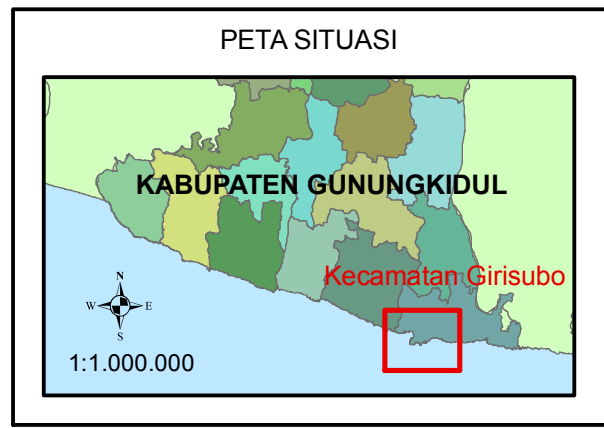 PETA SITUASI
KABUPATEN GUNUNGKIDUL
Kecamatan Girisubo
N
W E
S
1:1.000.000